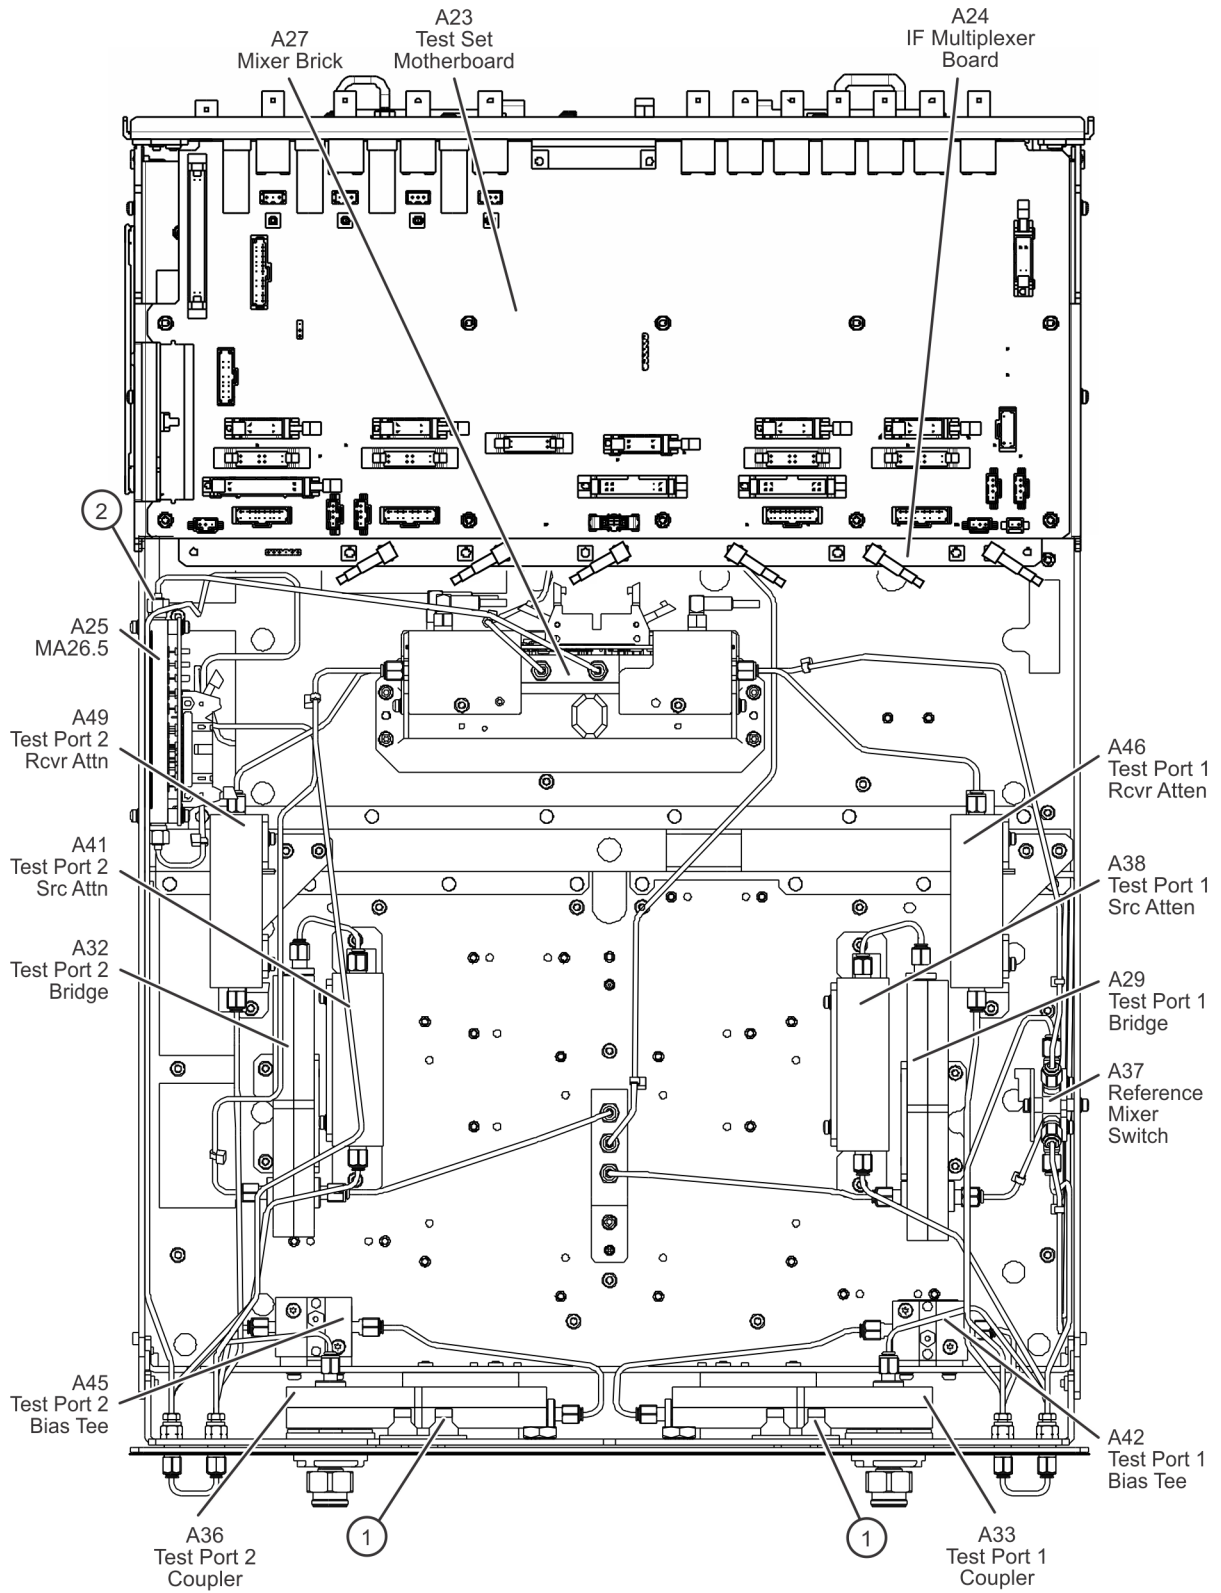 A23
Test Set
Motherboard
A27
Mixer Brick
A24
IF Multiplexer
Board
2
A25
MA26.5
A49
Test Port 2
Rcvr Attn
A41
Test Port 2
Src Attn
A32
Test Port 2
Bridge
A46
Test Port 1
Rcvr Atten
A38
Test Port 1
Src Atten
A29
Test Port 1
Bridge
A37
Reference
Mixer
Switch
A45
Test Port 2
Bias Tee
A42
Test Port 1
Bias Tee
A36
Test Port 2
Coupler
1
1
A33
Test Port 1
Coupler